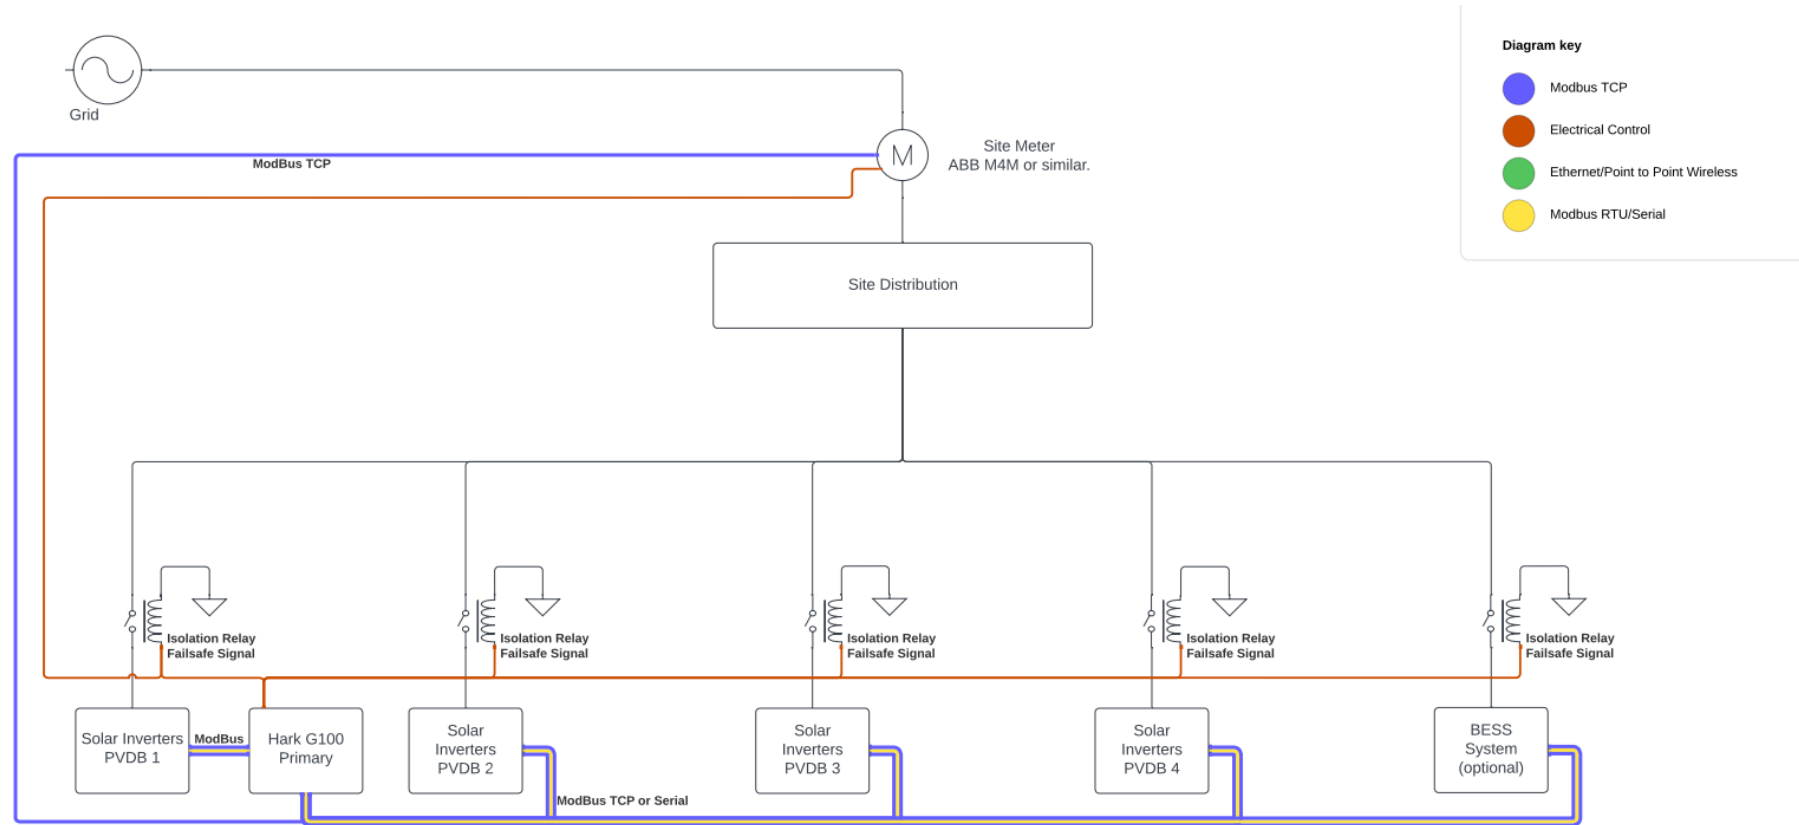 Diagram key
Modbus TCP
Electrical Control
Ethernet/Point to Point Wireless
Modbus RTU/Serial
Grid
ModBus TCP
M
Site Meter
ABB M4M or similar.
Site Distribution
Isolation Relay
Failsafe Signal
Isolation Relay
Failsafe Signal
Isolation Relay
Failsafe Signal
Isolation Relay
Failsafe Signal
Isolation Relay
Failsafe Signal
Solar Inverters
PVDB 1
ModBus
Hark G100
Primary
Solar
Inverters
PVDB 2
ModBus TCP or Serial
Solar
Inverters
PVDB 3
Solar
Inverters
PVDB 4
BESS
System
(optional)